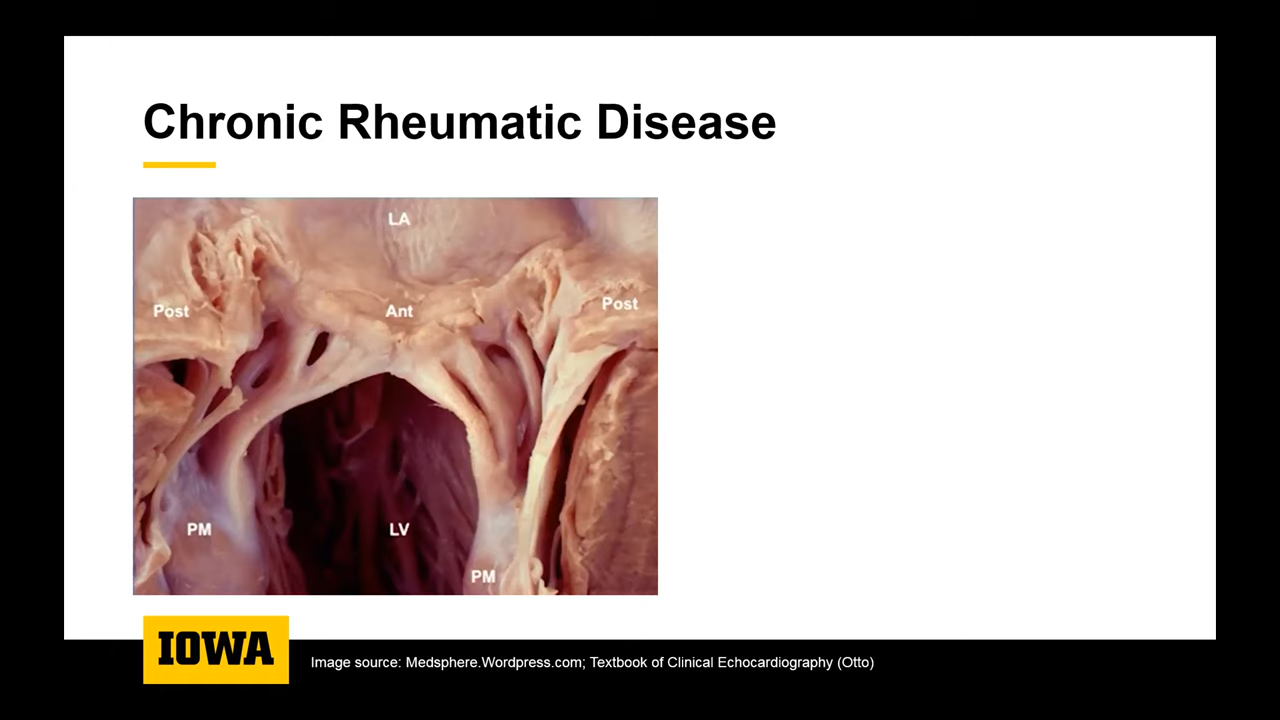 Chronic Rheumatic Disease
LA
Post
Ant
Post
PM
LV
PM
IOWA
Image source: Medsphere.Wordpress.com; Textbook of Clinical Echocardiography (Otto)